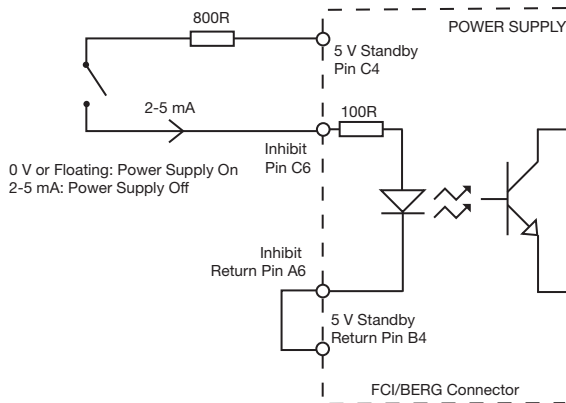 POWER SUPPLY
800R
5 V Standby
Pin C4
2-5 mA
100R
Inhibit
Pin C6
0 V or Floating: Power Supply On
2-5 mA: Power Supply Off
Inhibit
Return Pin A6
5 V Standby
Return Pin B4
FCI/BERG Connector